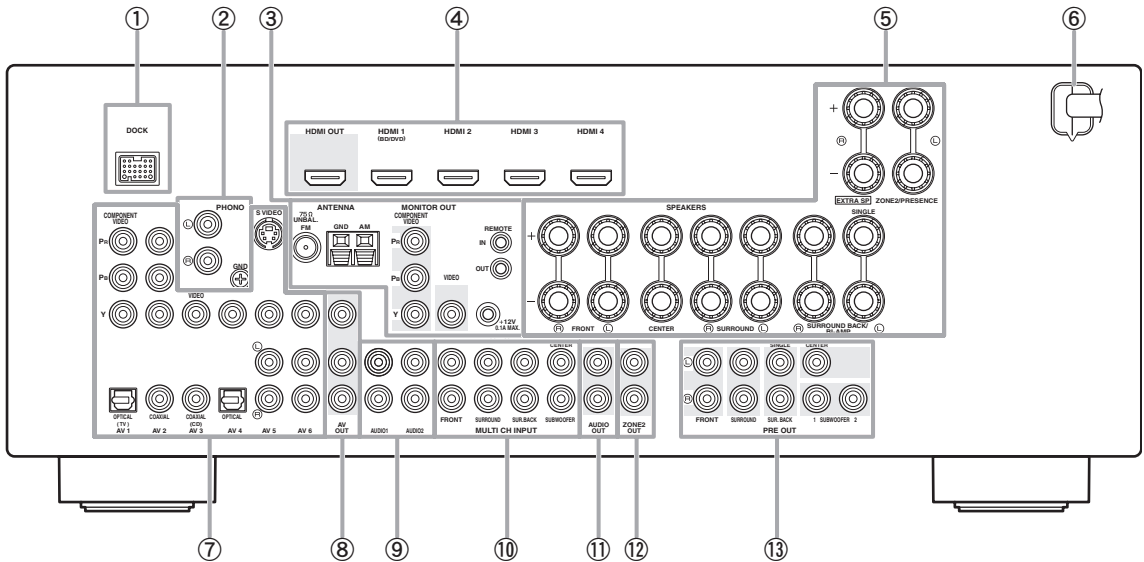 ① ② ③ ④ ⑤ ⑥
DOCK
HDMI OUT HDMI 1 HDMI 2 HDMI 3 HDMI 4
(BD/DVD)
+
Ⓡ Ⓛ
–
EXTRA SP ZONE2/PRESENCE
PHONO
Ⓛ
Ⓡ
GND
S VIDEO
ANTENNA
75Ω
UNBAL.
FM
GND AM
MONITOR OUT
COMPONENT
VIDEO
PR
PB
Y
VIDEO
REMOTE
IN
OUT
+12V
0.1A MAX.
SPEAKERS
SINGLE
+
–
Ⓡ FRONT Ⓛ CENTER Ⓡ SURROUND Ⓛ Ⓡ SURROUND BACK/ Ⓛ
BI-AMP
COMPONENT
VIDEO
PR
PB
Y
VIDEO
Ⓛ
Ⓡ
OPTICAL COAXIAL COAXIAL OPTICAL
(TV) (CD)
AV 1 AV 2 AV 3 AV 4 AV 5 AV 6
AV
OUT
AUDIO1 AUDIO2
CENTER
FRONT SURROUND SUR.BACK SUBWOOFER
MULTI CH INPUT
AUDIO
OUT
ZONE2
OUT
SINGLE CENTER
Ⓛ
Ⓡ
FRONT SURROUND SUR. BACK 1 SUBWOOFER 2
PRE OUT
⑦ ⑧ ⑨ ⑩ ⑪ ⑫ ⑬